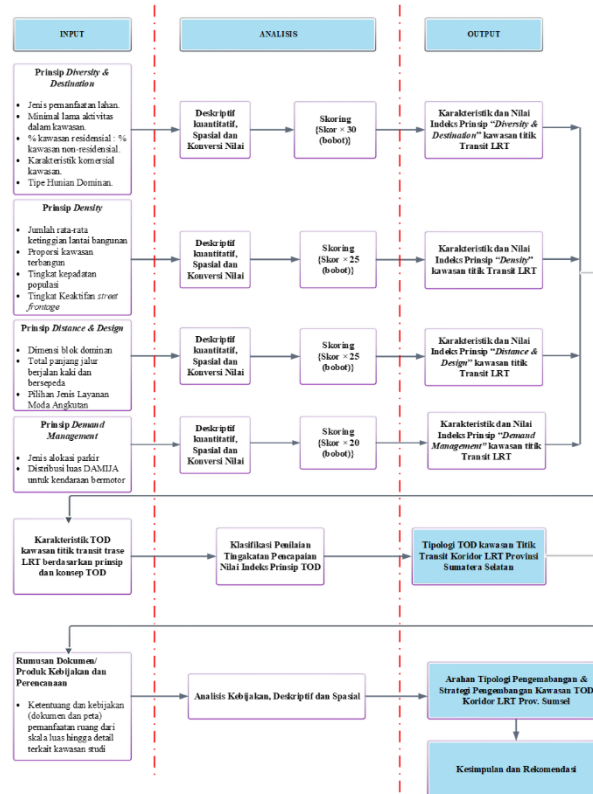 INPUT
ANALISIS
OUTPUT
Prinsip Diversity &
Destination
• Jenis pemanfaatan lahan.
• Minimal lama aktivitas
dalam kawasan.
• % kawasan residensial : %
kawasan non-residensial.
• Karakteristik komersial
kawasan.
• Tipe Hunian Dominan.
Deskriptif
kuantitatif,
Spasial dan
Konversi Nilai
Skoring
{Skor × 30
(bobot)}
Karakteristik dan Nilai
Indeks Prinsip "Diversity &
Destination" kawasan titik
Transit LRT
Prinsip Density
• Jumlah rata-rata
ketinggian lantai bangunan
• Proporsi kawasan
terbangun
• Tingkat kepadatan
populasi
• Tingkat Keaktifan street
frontage
Deskriptif
kuantitatif,
Spasial dan
Konversi Nilai
Skoring
{Skor × 25
(bobot)}
Karakteristik dan Nilai
Indeks Prinsip "Density"
kawasan titik Transit LRT
Prinsip Distance & Design
• Dimensi blok dominan
• Total panjang jalur
berjalan kaki dan
bersepeda
• Pilihan Jenis Layanan
Moda Angkutan
Deskriptif
kuantitatif,
Spasial dan
Konversi Nilai
Skoring
{Skor × 25
(bobot)}
Karakteristik dan Nilai
Indeks Prinsip "Distance &
Design" kawasan titik
Transit LRT
Prinsip Demand
Management
• Jenis alokasi parkir
• Distribusi luas DAMIJA
untuk kendaraan bermotor
Deskriptif
kuantitatif,
Spasial dan
Konversi Nilai
Skoring
{Skor × 20
(bobot)}
Karakteristik dan Nilai
Indeks Prinsip "Demand
Management" kawasan titik
Transit LRT
Karakteristik TOD
kawasan titik transit trase
LRT berdasarkan prinsip
dan konsep TOD
Klasifikasi Penilaian
Tingkatan Pencapaian
Nilai Indeks Prinsip TOD
Tipologi TOD kawasan Titik
Transit Koridor LRT Provinsi
Sumatera Selatan
Rumusan Dokumen/
Produk Kebijakan dan
Perencanaan
• Ketentuang dan kebijakan
(dokumen dan peta)
pemanfaatan ruang dari
skala luas hingga detail
terkait kawasan studi
Analisis Kebijakan, Deskriptif dan Spasial
Arahan Tipologi Pengemabangan &
Strategi Pengembangan Kawasan TOD
Koridor LRT Prov. Sumsel
Kesimpulan dan Rekomendasi